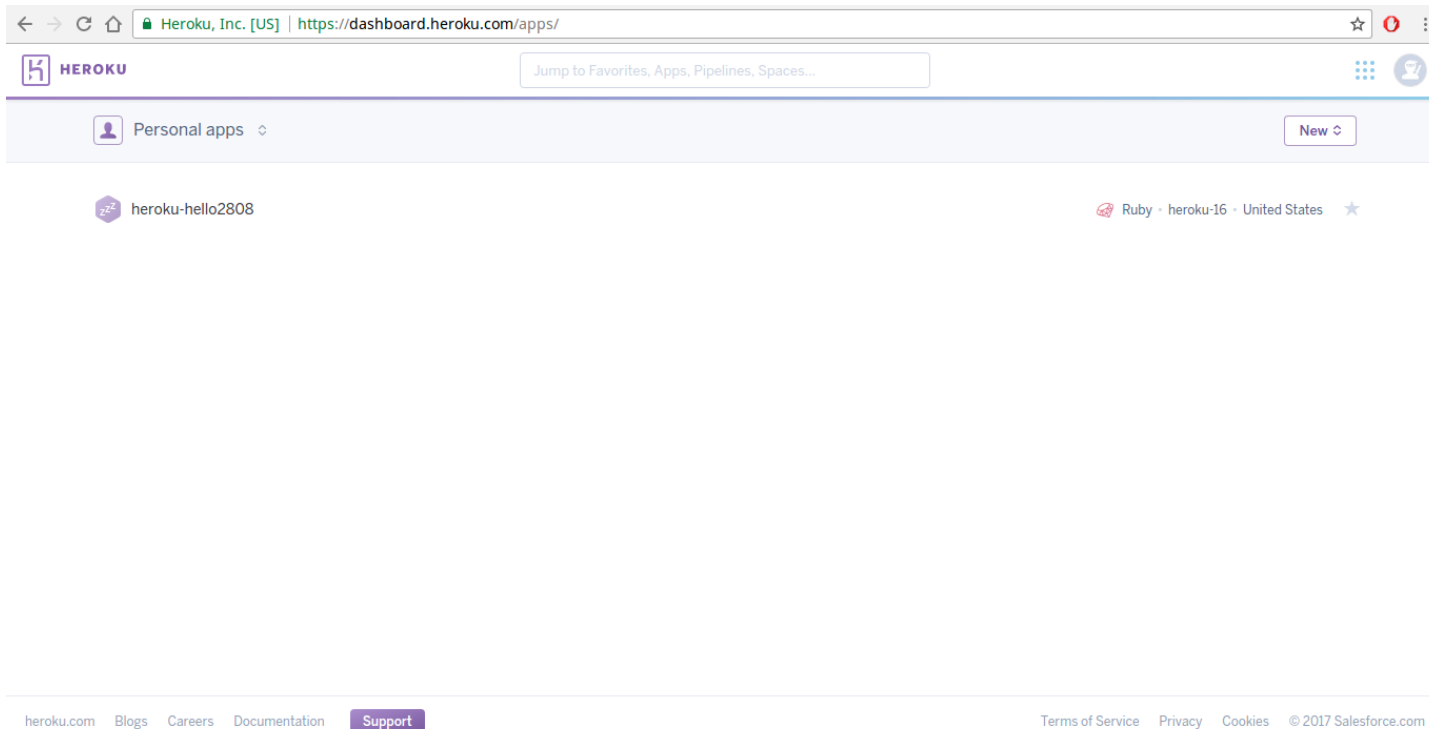 Heroku, Inc. [US] | https://dashboard.heroku.com/apps/
HEROKU
Jump to Favorites, Apps, Pipelines, Spaces...
Personal apps
New
zzz heroku-hello2808
Ruby · heroku-16 · United States
heroku.com Blogs Careers Documentation Support
Terms of Service Privacy Cookies © 2017 Salesforce.com